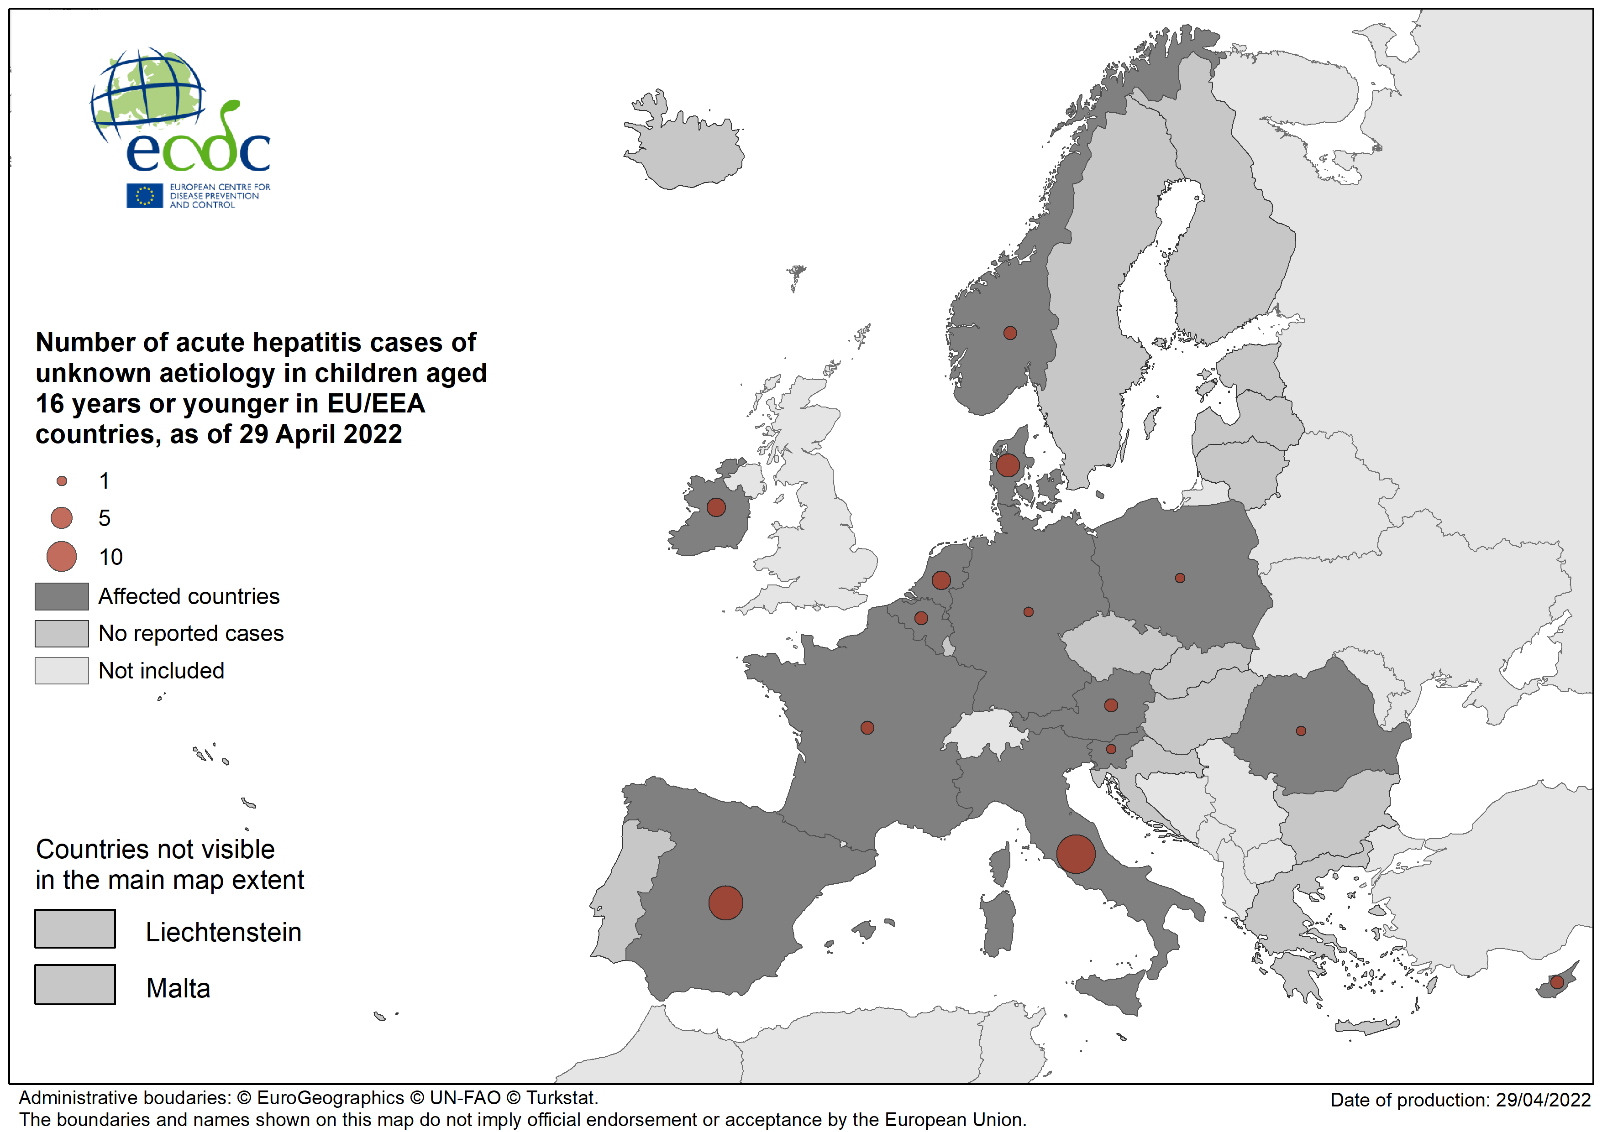 ecdc
EUROPEAN CENTRE FOR
DISEASE PREVENTION
AND CONTROL
Number of acute hepatitis cases of
unknown aetiology in children aged
16 years or younger in EU/EEA
countries, as of 29 April 2022
1
5
10
Affected countries
No reported cases
Not included
Countries not visible
in the main map extent
Liechtenstein
Malta
Administrative boudaries: © EuroGeographics © UN-FAO © Turkstat.
The boundaries and names shown on this map do not imply official endorsement or acceptance by the European Union.
Date of production: 29/04/2022